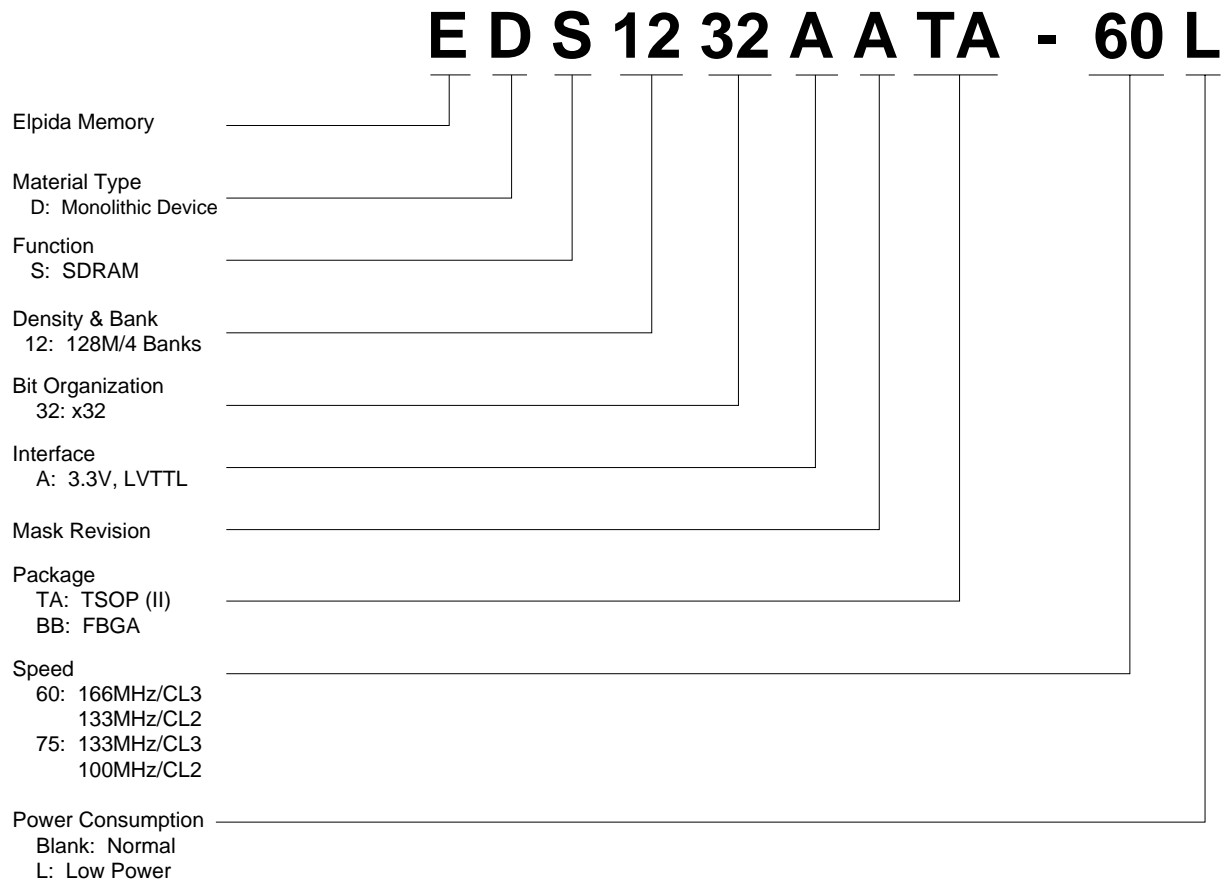 E D S 12 32 A A TA - 60 L
Elpida Memory
Material Type
D: Monolithic Device
Function
S: SDRAM
Density & Bank
12: 128M/4 Banks
Bit Organization
32: x32
Interface
A: 3.3V, LVTTL
Mask Revision
Package
TA: TSOP (II)
BB: FBGA
Speed
60: 166MHz/CL3
133MHz/CL2
75: 133MHz/CL3
100MHz/CL2
Power Consumption
Blank: Normal
L: Low Power